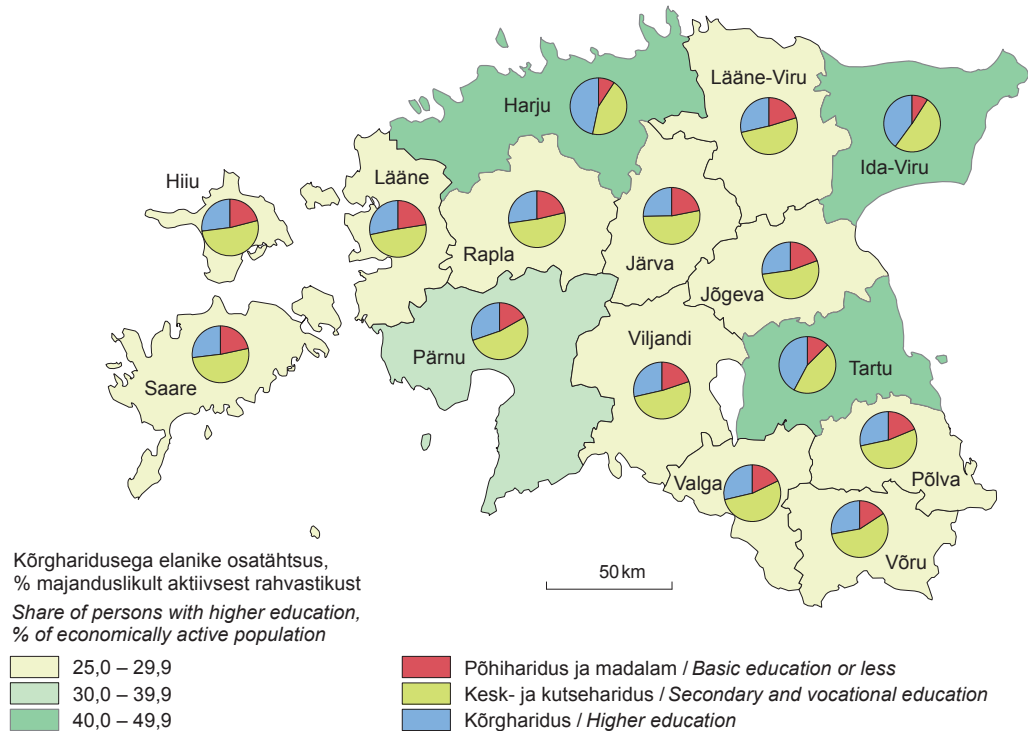 Lääne-Viru
Harju
Ida-Viru
Hiiu
Lääne
Rapla
Järva
Jõgeva
Pärnu
Viljandi
Tartu
Saare
Valga
Põlva
Võru
50 km
Kõrgharidusega elanike osatähtsus,
% majanduslikult aktiivsest rahvastikust
Share of persons with higher education,
% of economically active population
25,0 – 29,9
30,0 – 39,9
40,0 – 49,9
Põhiharidus ja madalam / Basic education or less
Kesk- ja kutseharidus / Secondary and vocational education
Kõrgharidus / Higher education